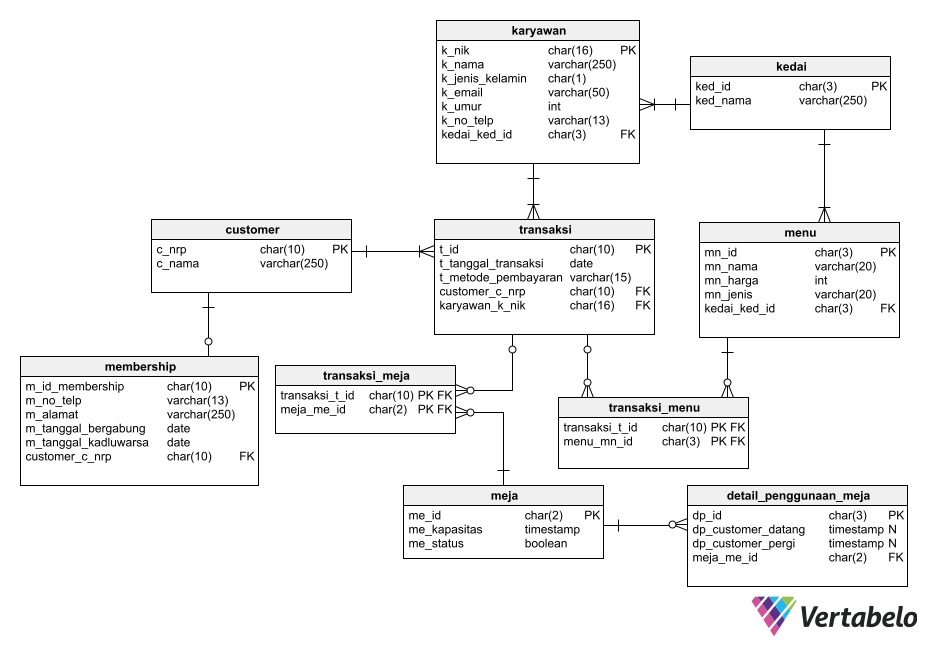 karyawan
k_nik char(16) PK
k_nama varchar(250)
k_jenis_kelamin char(1)
k_email varchar(50)
k_umur int
k_no_telp varchar(13)
kedai_ked_id char(3) FK
kedai
ked_id char(3) PK
ked_nama varchar(250)
customer
c_nrp char(10) PK
c_nama varchar(250)
transaksi
t_id char(10) PK
t_tanggal_transaksi date
t_metode_pembayaran varchar(15)
customer_c_nrp char(10) FK
karyawan_k_nik char(16) FK
menu
mn_id char(3) PK
mn_nama varchar(20)
mn_harga int
mn_jenis varchar(20)
kedai_ked_id char(3) FK
membership
m_id_membership char(10) PK
m_no_telp varchar(13)
m_alamat varchar(250)
m_tanggal_bergabung date
m_tanggal_kadluwarsa date
customer_c_nrp char(10) FK
transaksi_meja
transaksi_t_id char(10) PK FK
meja_me_id char(2) PK FK
transaksi_menu
transaksi_t_id char(10) PK FK
menu_mn_id char(3) PK FK
meja
me_id char(2) PK
me_kapasitas timestamp
me_status boolean
detail_penggunaan_meja
dp_id char(3) PK
dp_customer_datang timestamp N
dp_customer_pergi timestamp N
meja_me_id char(2) FK
Vertabelo